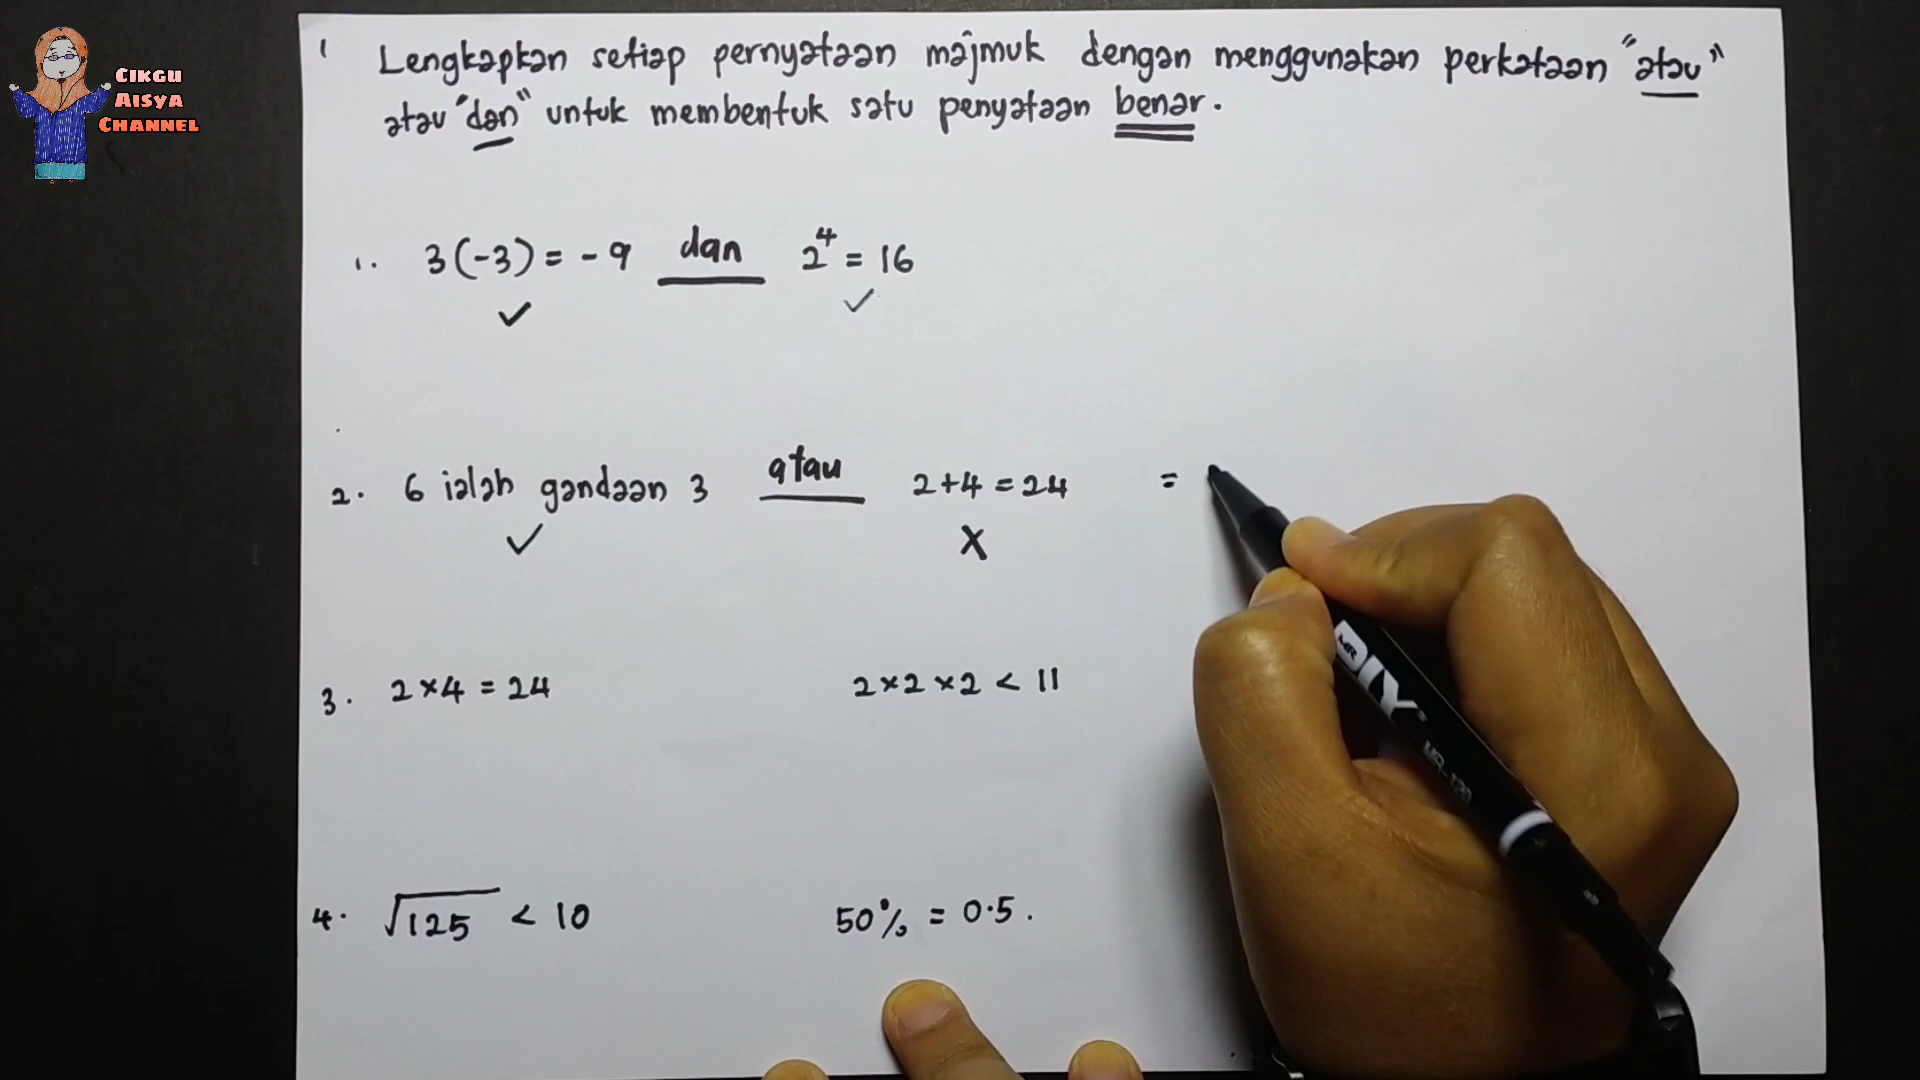 CIKGU
AISYA
CHANNEL
1 Lengkapkan setiap pernyataan majmuk dengan menggunakan perkataan "atau"
atau "dan" untuk membentuk satu penyataan benar.
1. 3(-3) = -9 dan 2⁴ = 16
✓ ✓
2. 6 ialah gandaan 3 atau 2+4 = 24 =
✓ X
3. 2×4 = 24 2×2×2 < 11
4. √125 < 10 50% = 0.5.
DIY